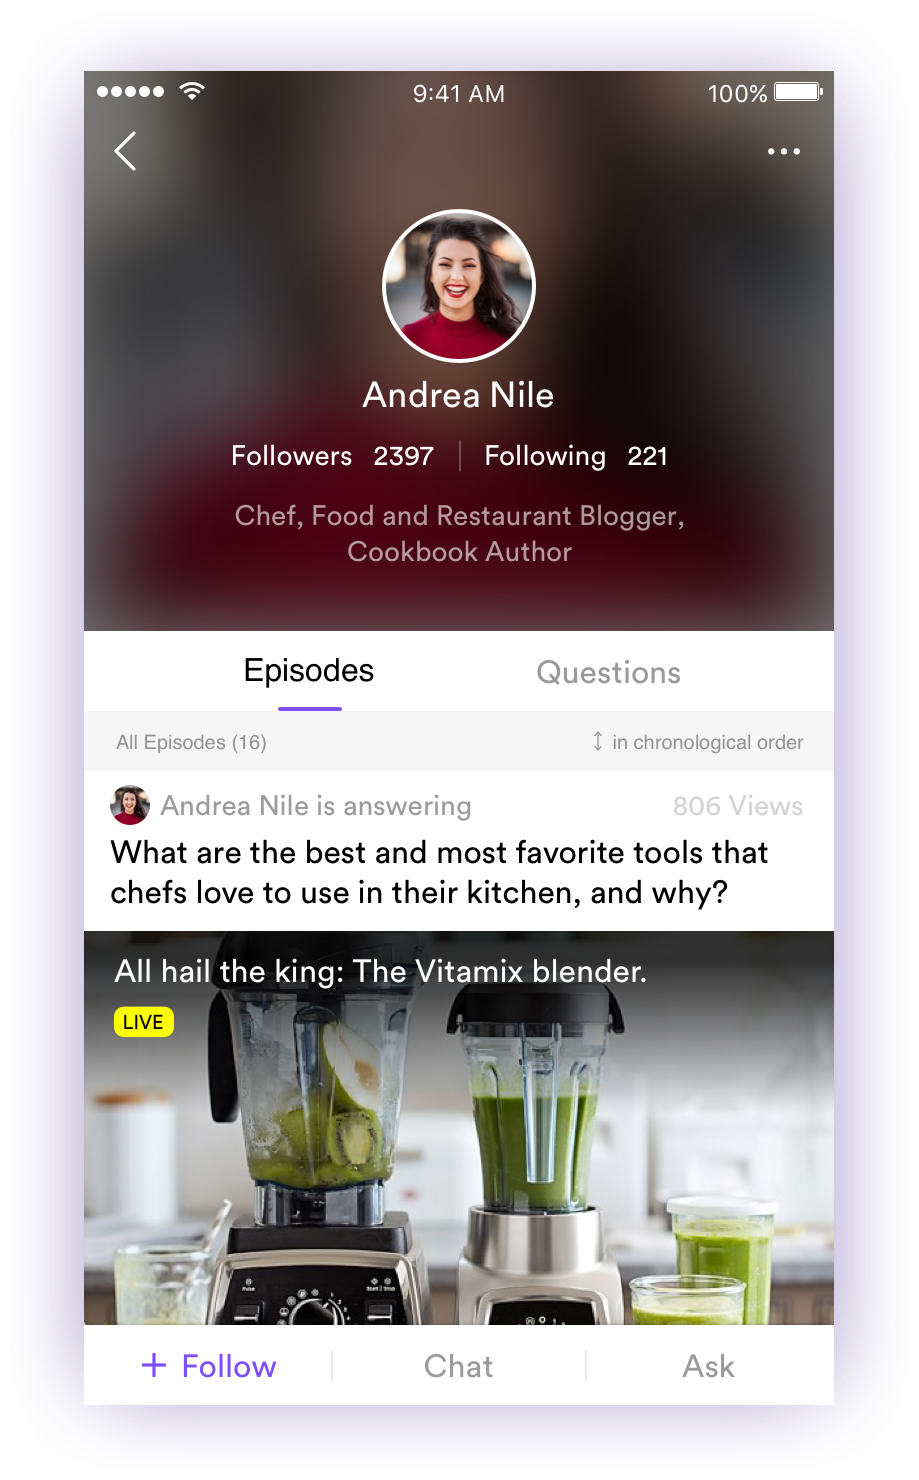 9:41 AM
100%
Andrea Nile
Followers 2397 Following 221
Chef, Food and Restaurant Blogger,
Cookbook Author
Episodes Questions
All Episodes (16) in chronological order
Andrea Nile is answering 806 Views
What are the best and most favorite tools that
chefs love to use in their kitchen, and why?
All hail the king: The Vitamix blender.
LIVE
Pulse
Start Stop
+ Follow Chat Ask